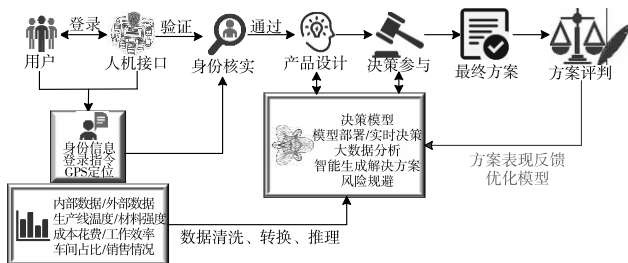 登录
验证
通过
用户
人机接口
身份核实
产品设计
决策参与
最终方案
方案评判
身份信息
登录指令
GPS定位
决策模型
模型部署/实时决策
大数据分析
智能生成解决方案
风险规避
方案表现反馈
优化模型
内部数据/外部数据
生产线温度/材料强度
成本花费/工作效率
车间占比/销售情况
数据清洗、转换、推理